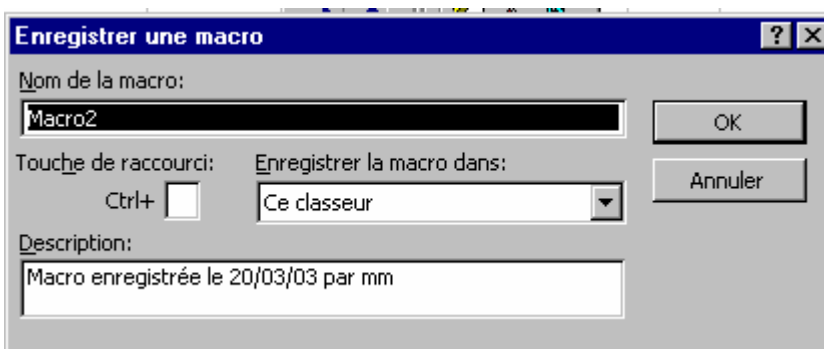 Enregistrer une macro
Nom de la macro:
Macro2
OK
Touche de raccourci: Enregistrer la macro dans:
Annuler
Ctrl+ Ce classeur
Description:
Macro enregistrée le 20/03/03 par mm